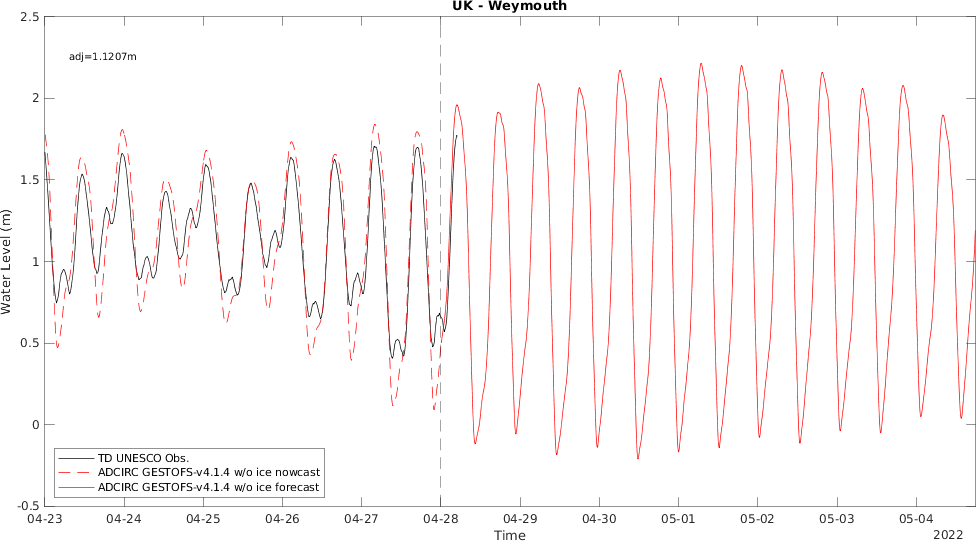 UK - Weymouth
adj=1.1207m
2.5
2
1.5
1
0.5
0
-0.5
Water Level (m)
TD UNESCO Obs.
ADCIRC GESTOFS-v4.1.4 w/o ice nowcast
ADCIRC GESTOFS-v4.1.4 w/o ice forecast
04-23 04-24 04-25 04-26 04-27 04-28 04-29 04-30 05-01 05-02 05-03 05-04
Time
2022